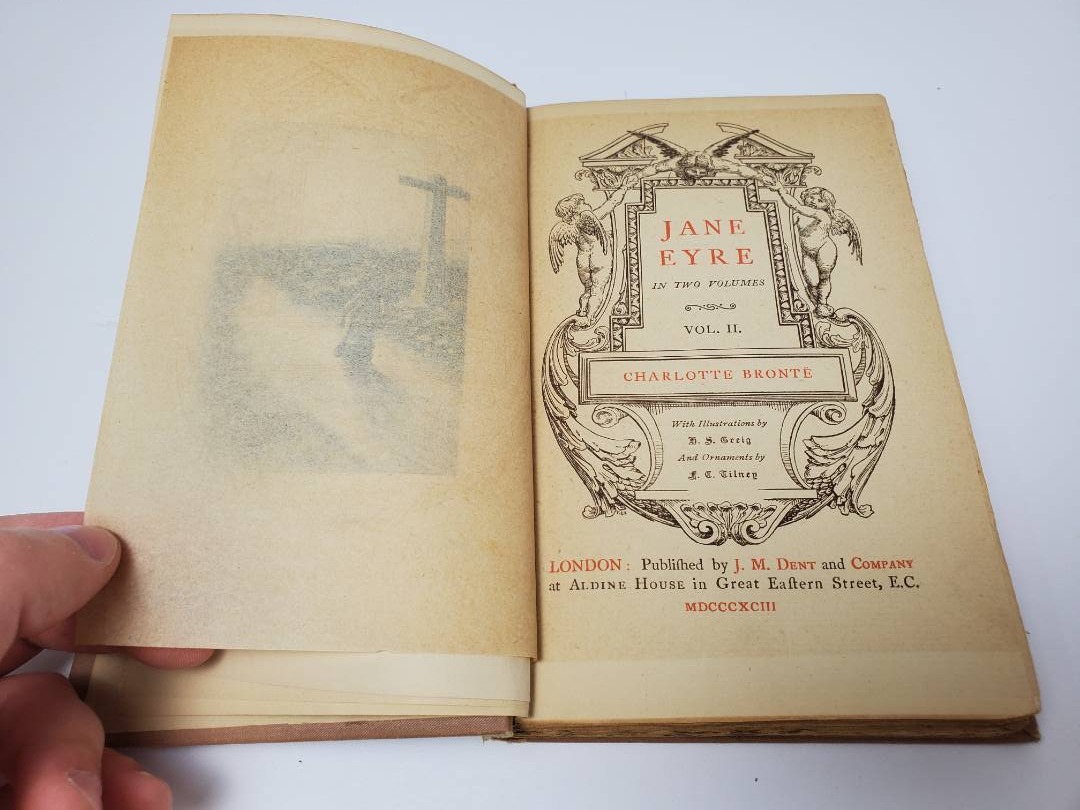 JANE
EYRE
IN TWO VOLUMES
VOL. II.
CHARLOTTE BRONTË
With Illustrations by
H. S. Greig
And Ornaments by
F. C. Tilney
LONDON: Publiſhed by J. M. DENT and COMPANY
at ALDINE HOUSE in Great Eaſtern Street, E.C.
MDCCCXCIII